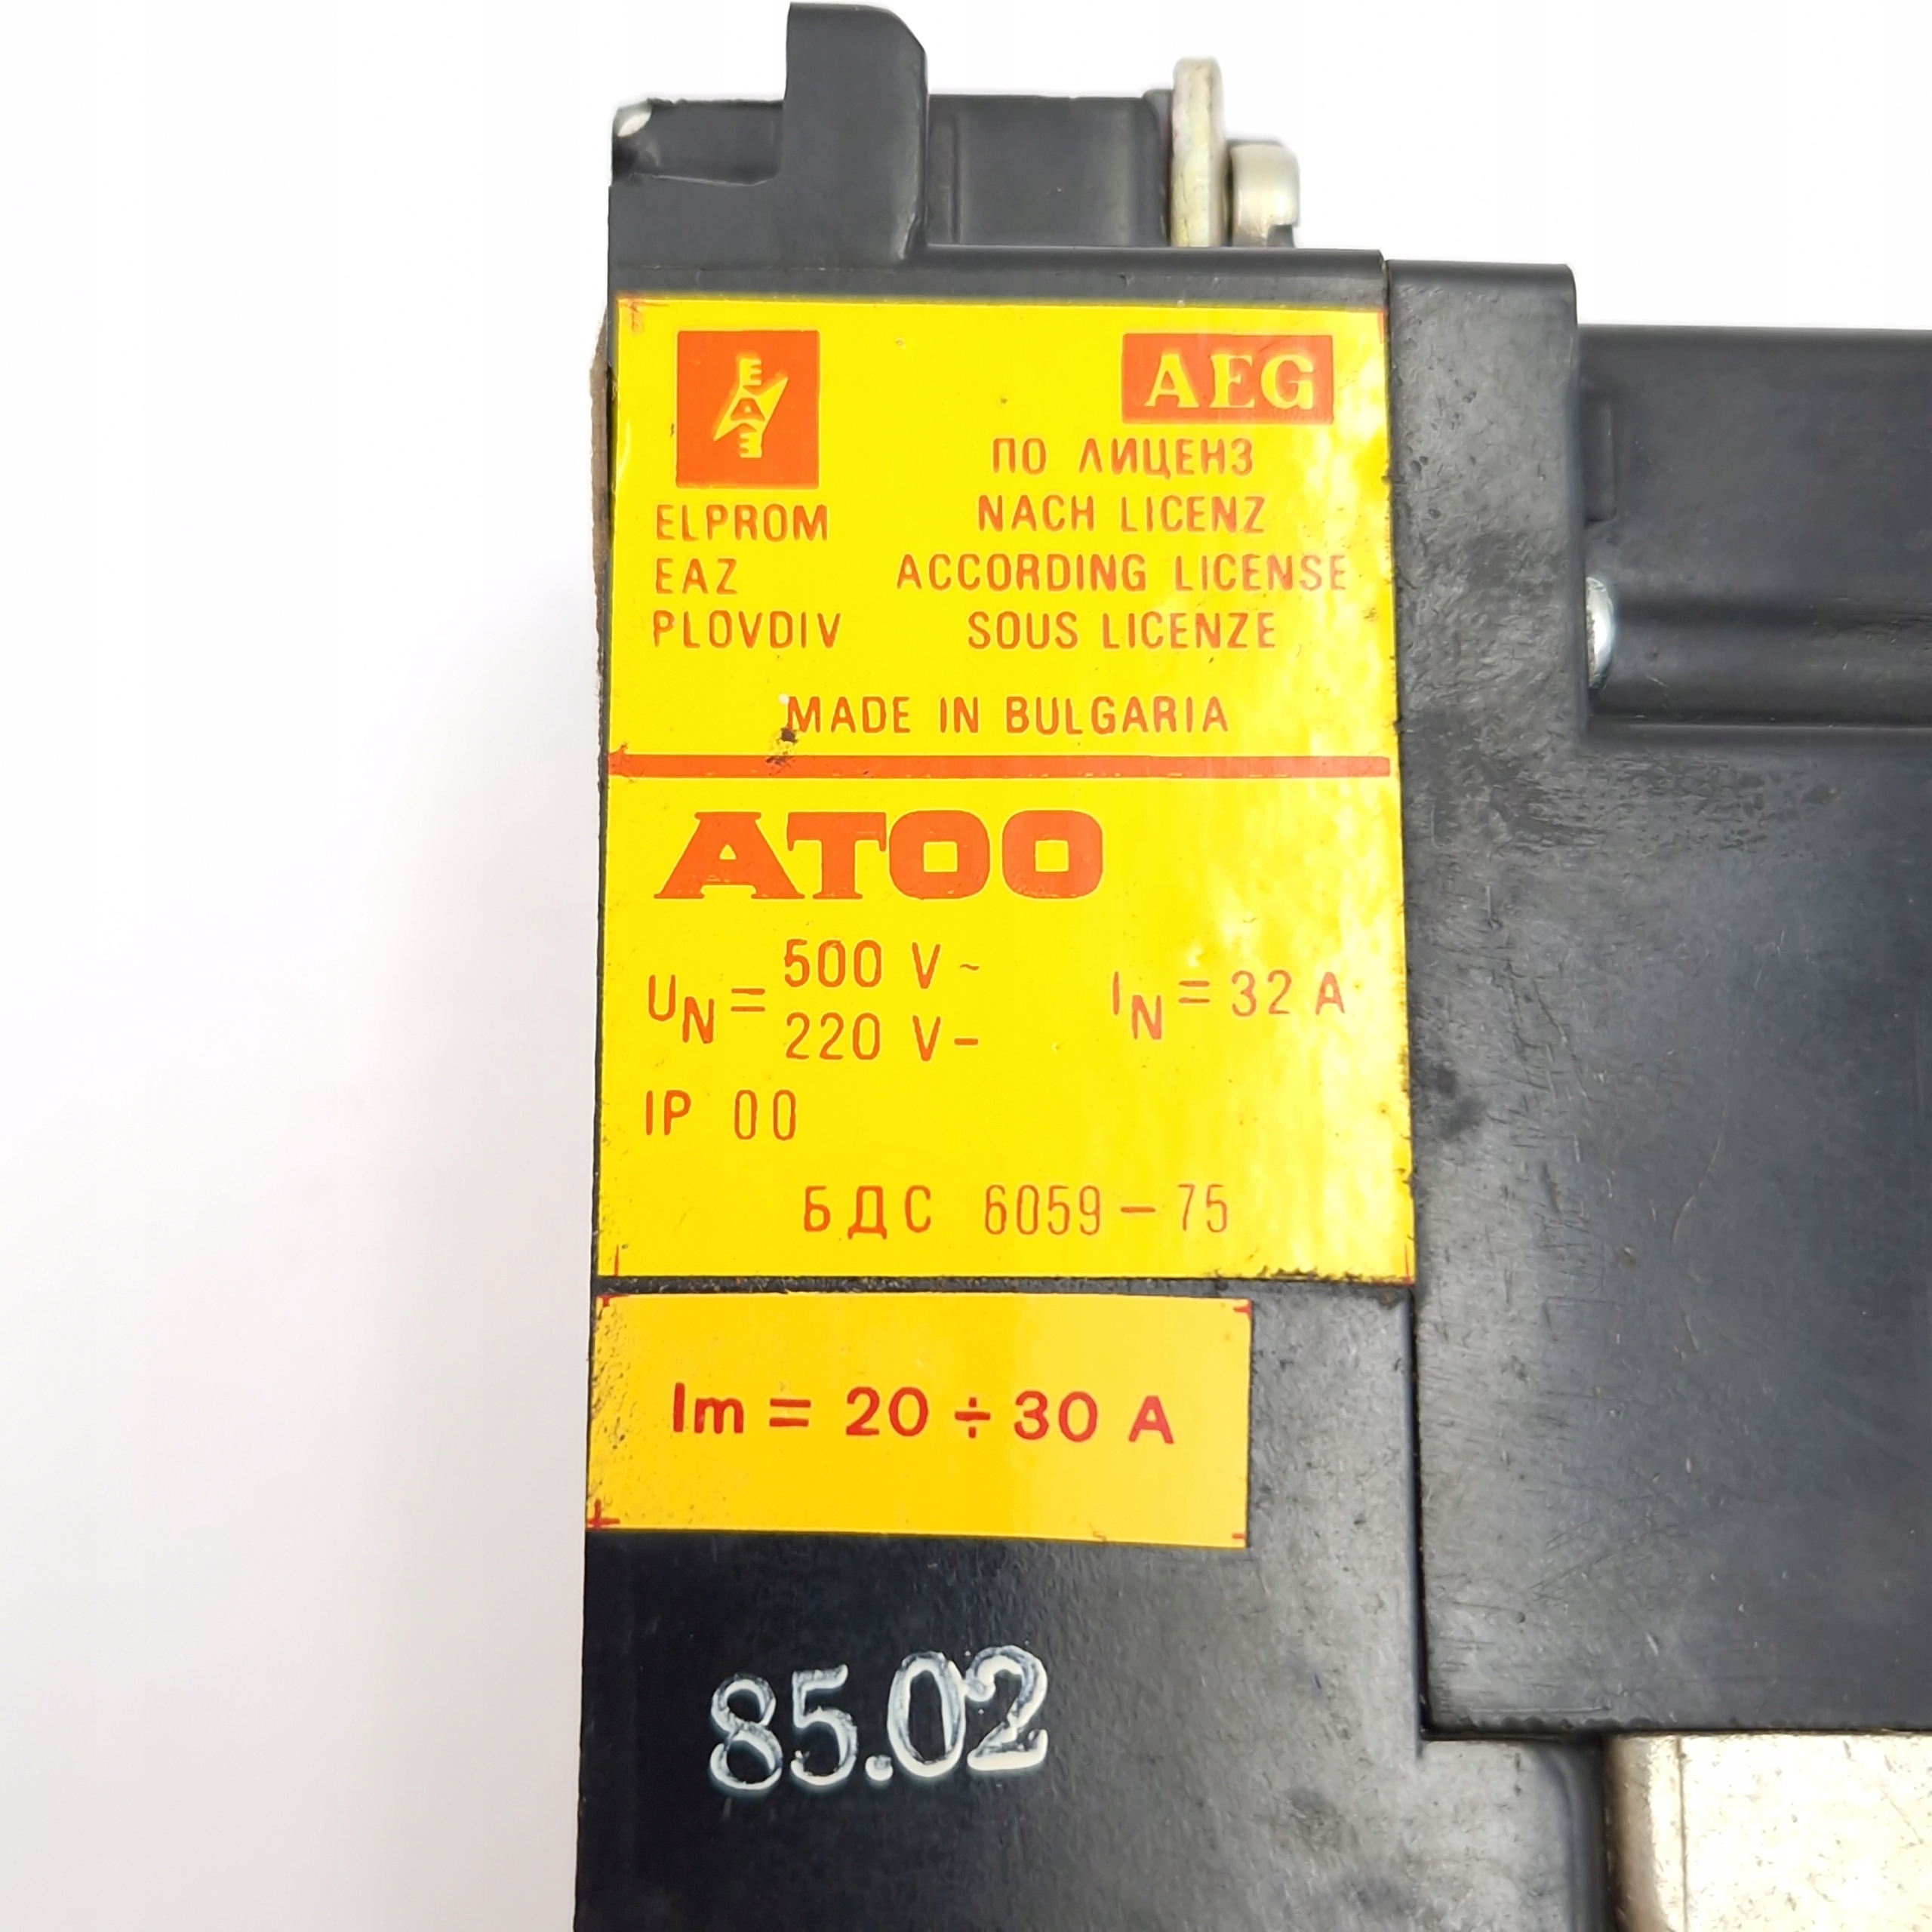 EAZ
AEG
ПО ЛИЦЕНЗ
NACH LICENZ
ACCORDING LICENSE
SOUS LICENZE
ELPROM
EAZ
PLOVDIV
MADE IN BULGARIA
ATOO
UN = 500 V ~
220 V -
IN = 32 A
IP 00
БДС 6059 - 75
Im = 20 ÷ 30 A
85.02